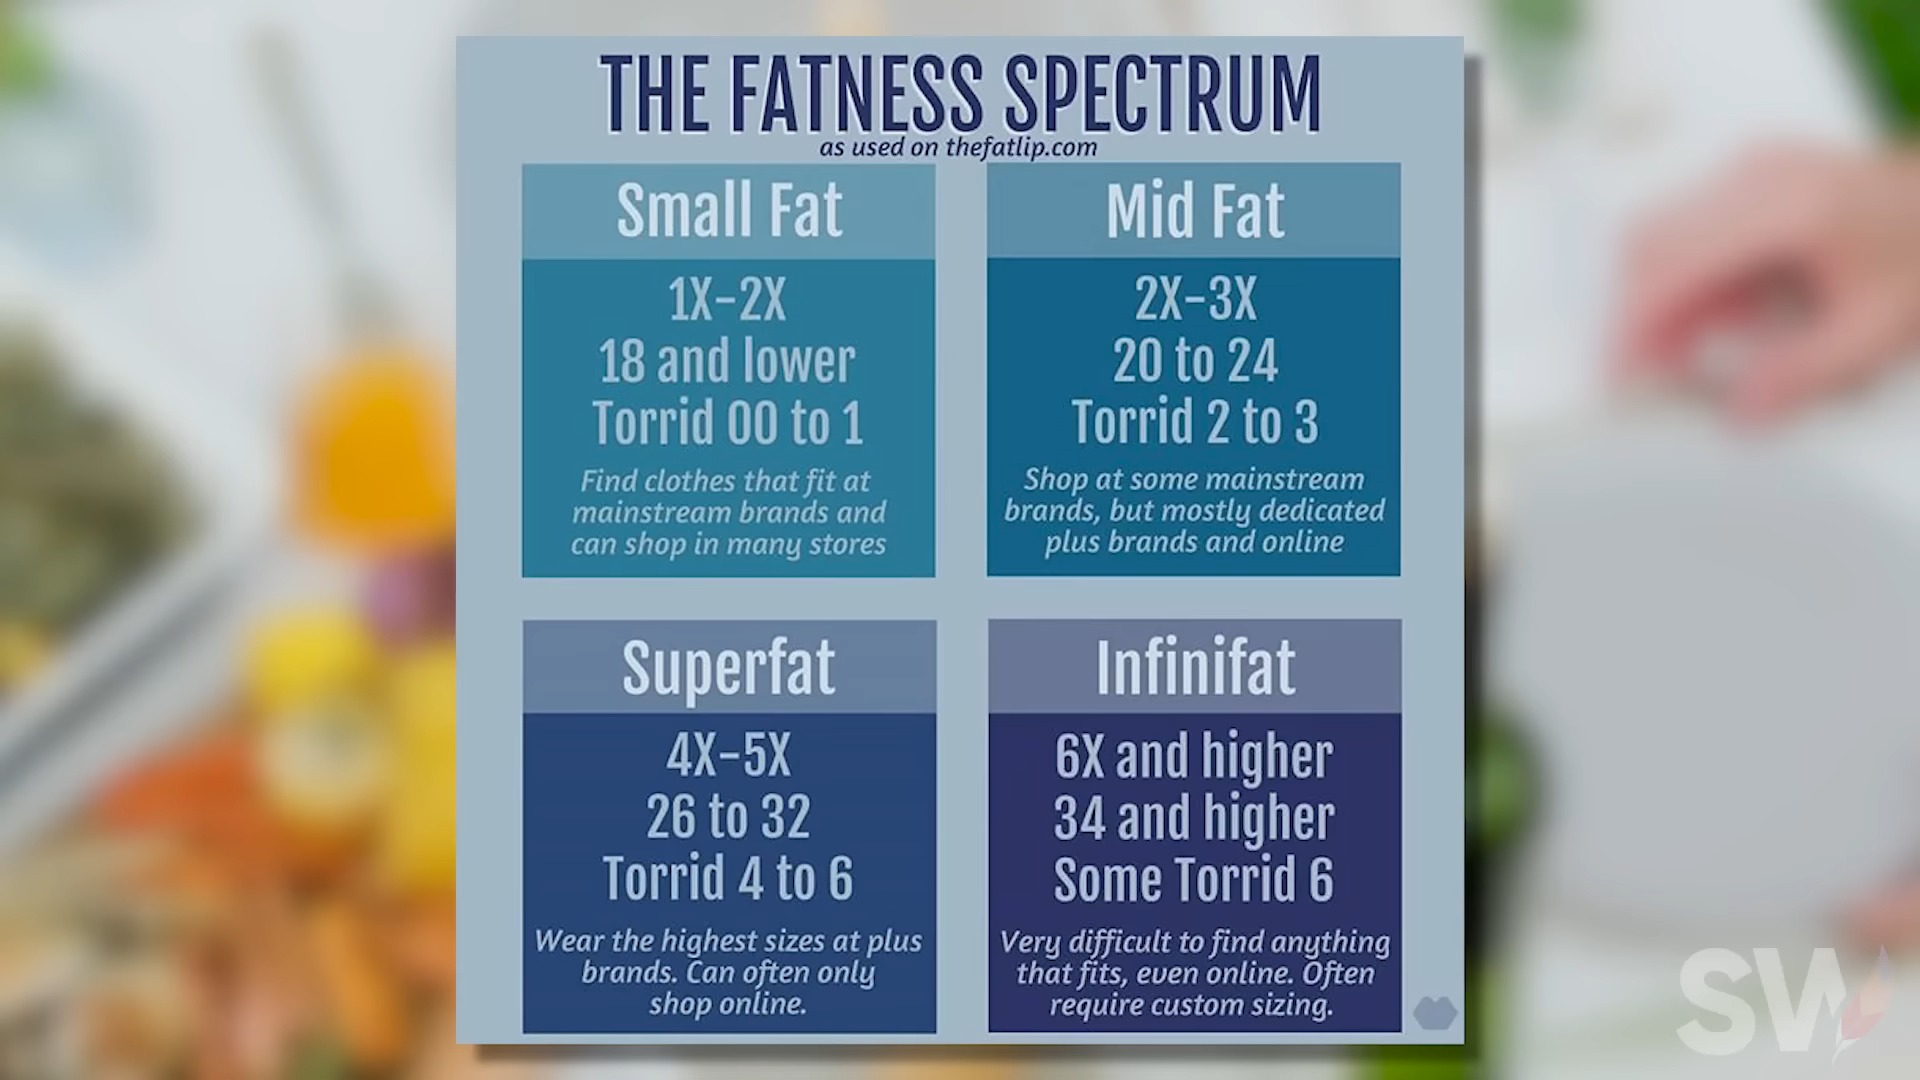 THE FATNESS SPECTRUM
as used on thefatlip.com
Small Fat
1X-2X
18 and lower
Torrid 00 to 1
Find clothes that fit at
mainstream brands and
can shop in many stores
Mid Fat
2X-3X
20 to 24
Torrid 2 to 3
Shop at some mainstream
brands, but mostly dedicated
plus brands and online
Superfat
4X-5X
26 to 32
Torrid 4 to 6
Wear the highest sizes at plus
brands. Can often only
shop online.
Infinifat
6X and higher
34 and higher
Some Torrid 6
Very difficult to find anything
that fits, even online. Often
require custom sizing.
SW